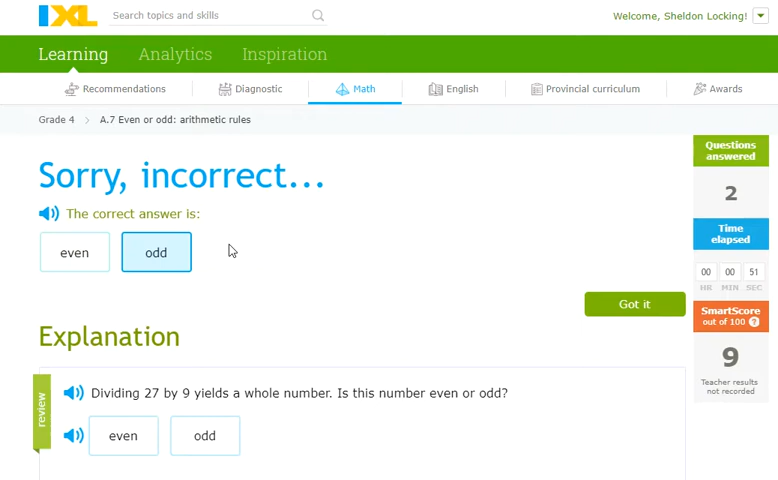 IXL
Search topics and skills
Welcome, Sheldon Locking!
Learning Analytics Inspiration
Recommendations Diagnostic Math English Provincial curriculum Awards
Grade 4 > A.7 Even or odd: arithmetic rules
Sorry, incorrect...
The correct answer is:
even odd
Got it
Explanation
review
Dividing 27 by 9 yields a whole number. Is this number even or odd?
even odd
Questions
answered
2
Time
elapsed
00 00 51
HR MIN SEC
SmartScore
out of 100 ?
9
Teacher results
not recorded